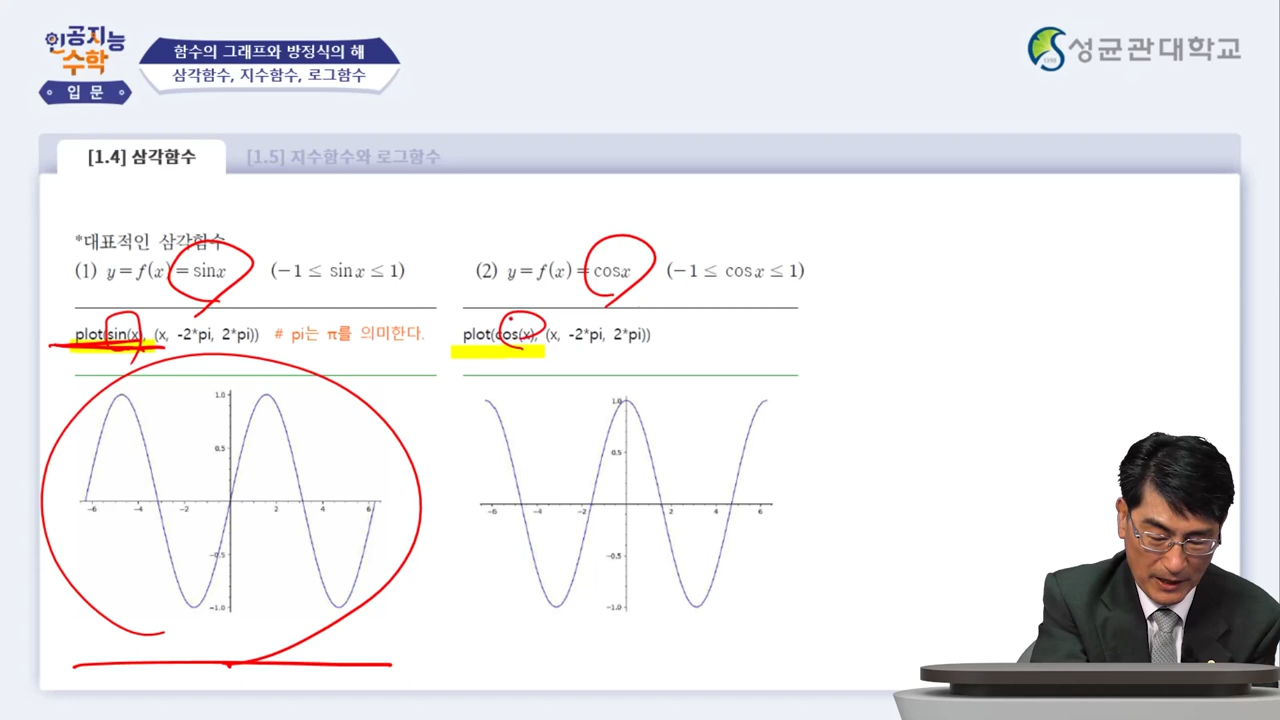 인공지능
수학
입문
함수의 그래프와 방정식의 해
삼각함수, 지수함수, 로그함수
성균관대학교
[1.4] 삼각함수
[1.5] 지수함수와 로그함수
*대표적인 삼각함수
(1) y=f(x)=sinx (−1≤ sinx ≤1)
(2) y=f(x)=cosx (−1≤ cosx ≤1)
plot(sin(x), (x, -2*pi, 2*pi)) # pi는 π를 의미한다.
plot(cos(x), (x, -2*pi, 2*pi))
1.0
0.5
-6 -4 -2 2 4 6
-0.5
-1.0
1.0
0.5
-6 -4 -2 2 4 6
-0.5
-1.0